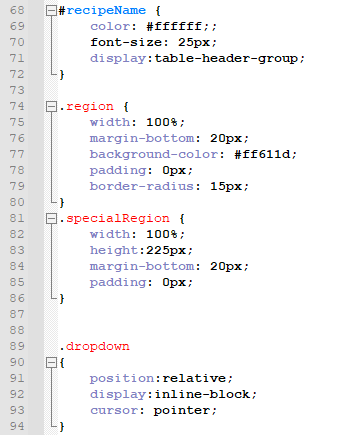 68 #recipeName {
69 color: #ffffff;;
70 font-size: 25px;
71 display:table-header-group;
72 }
73
74 .region {
75 width: 100%;
76 margin-bottom: 20px;
77 background-color: #ff611d;
78 padding: 0px;
79 border-radius: 15px;
80 }
81 .specialRegion {
82 width: 100%;
83 height:225px;
84 margin-bottom: 20px;
85 padding: 0px;
86 }
87
88
89 .dropdown
90 {
91 position:relative;
92 display:inline-block;
93 cursor: pointer;
94 }